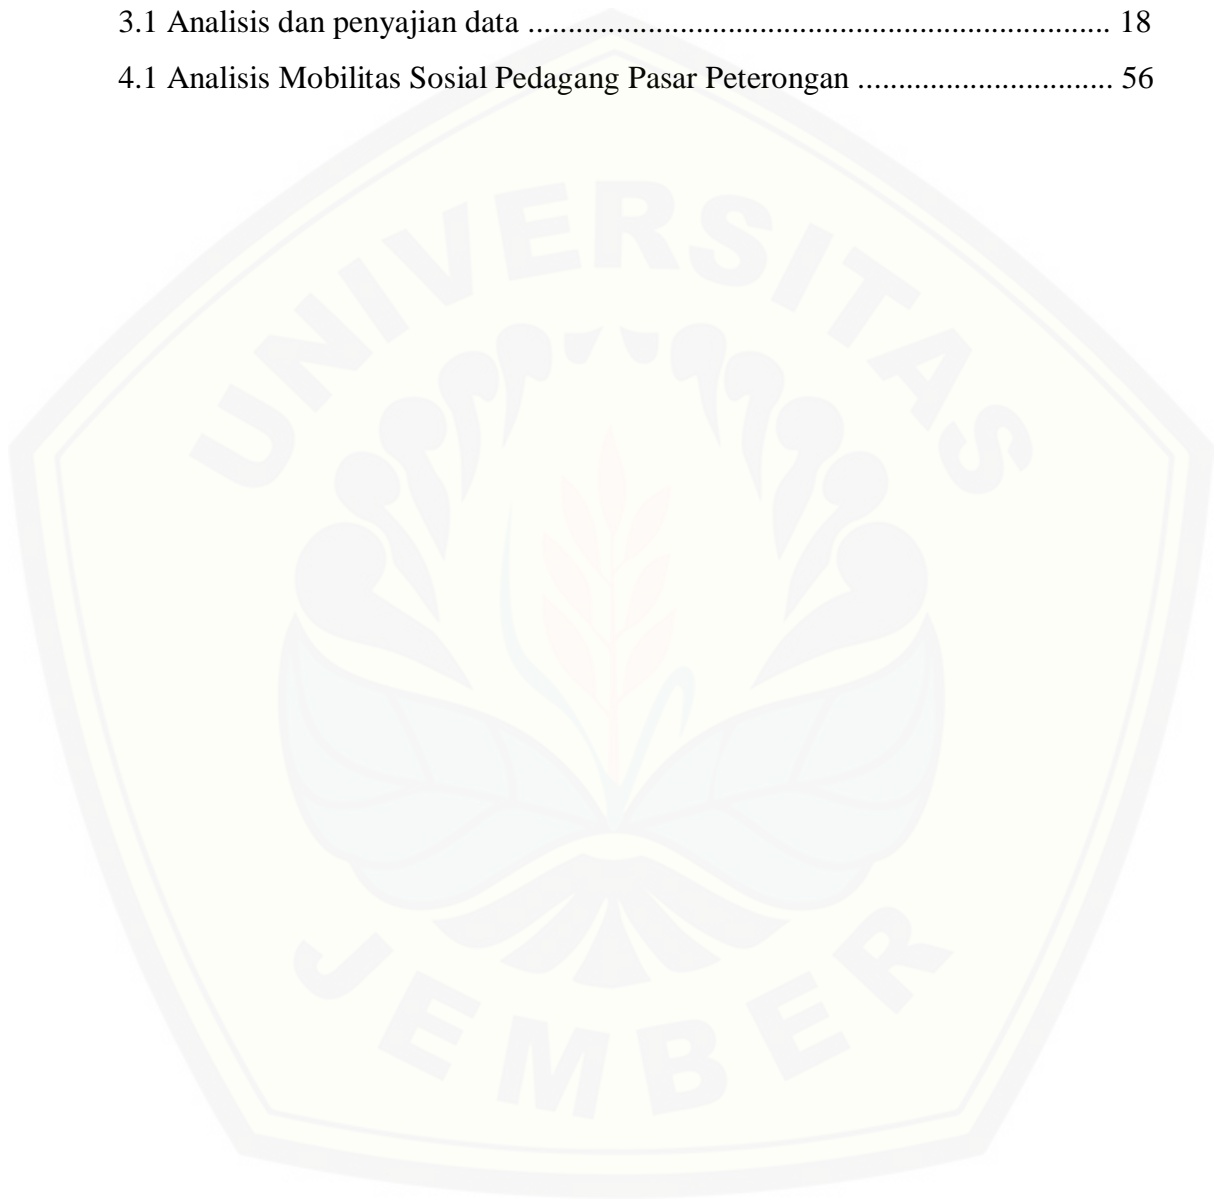 3.1 Analisis dan penyajian data ........................................................................ 18
4.1 Analisis Mobilitas Sosial Pedagang Pasar Peterongan ................................ 56
UNIVERSITAS
JEMBER